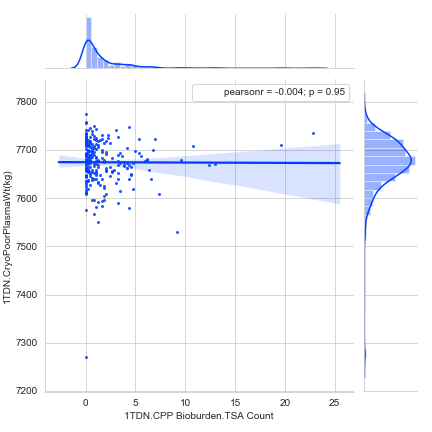 pearsonr = -0.004; p = 0.95
7800
7700
7600
7500
7400
7300
7200
0 5 10 15 20 25
1TDN.CPP Bioburden.TSA Count
1TDN.CryoPoorPlasmaWt(kg)